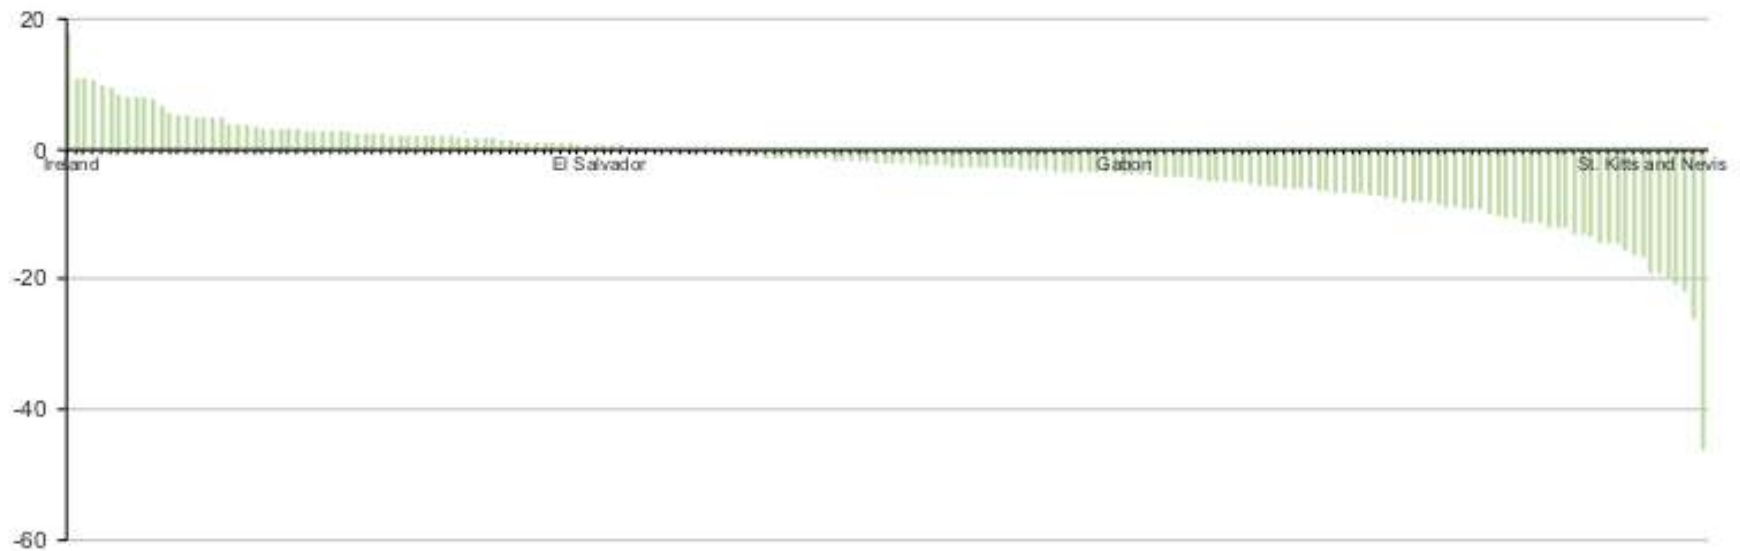 20
0
Ireland
El Salvador
Gabon
St. Kitts and Nevis
-20
-40
-60